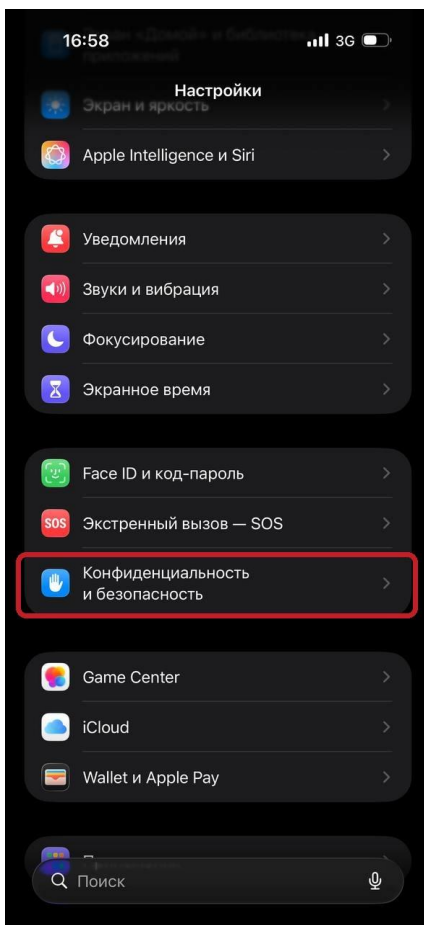 16:58
3G
Настройки
Экран и яркость
Apple Intelligence и Siri
Уведомления
Звуки и вибрация
Фокусирование
Экранное время
Face ID и код-пароль
SOS
Экстренный вызов — SOS
Конфиденциальность
и безопасность
Game Center
iCloud
Wallet и Apple Pay
Поиск